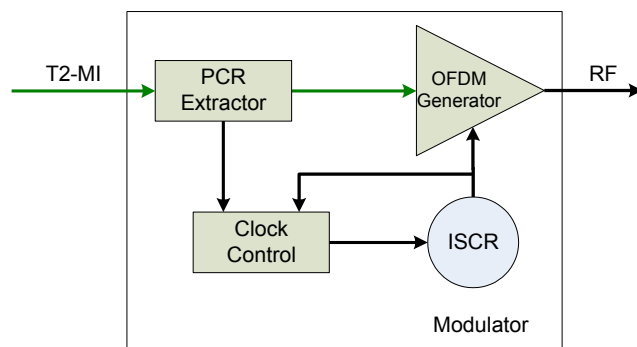 T2-MI
PCR
Extractor
OFDM
Generator
RF
Clock
Control
ISCR
Modulator